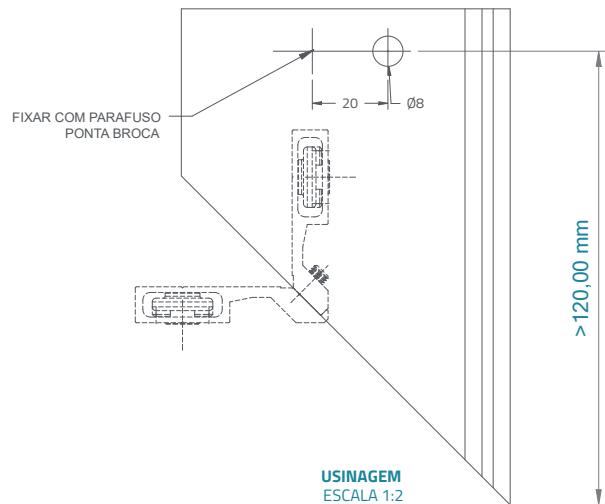 FIXAR COM PARAFUSO
PONTA BROCA
20
Ø8
>120,00 mm
USINAGEM
ESCALA 1:2